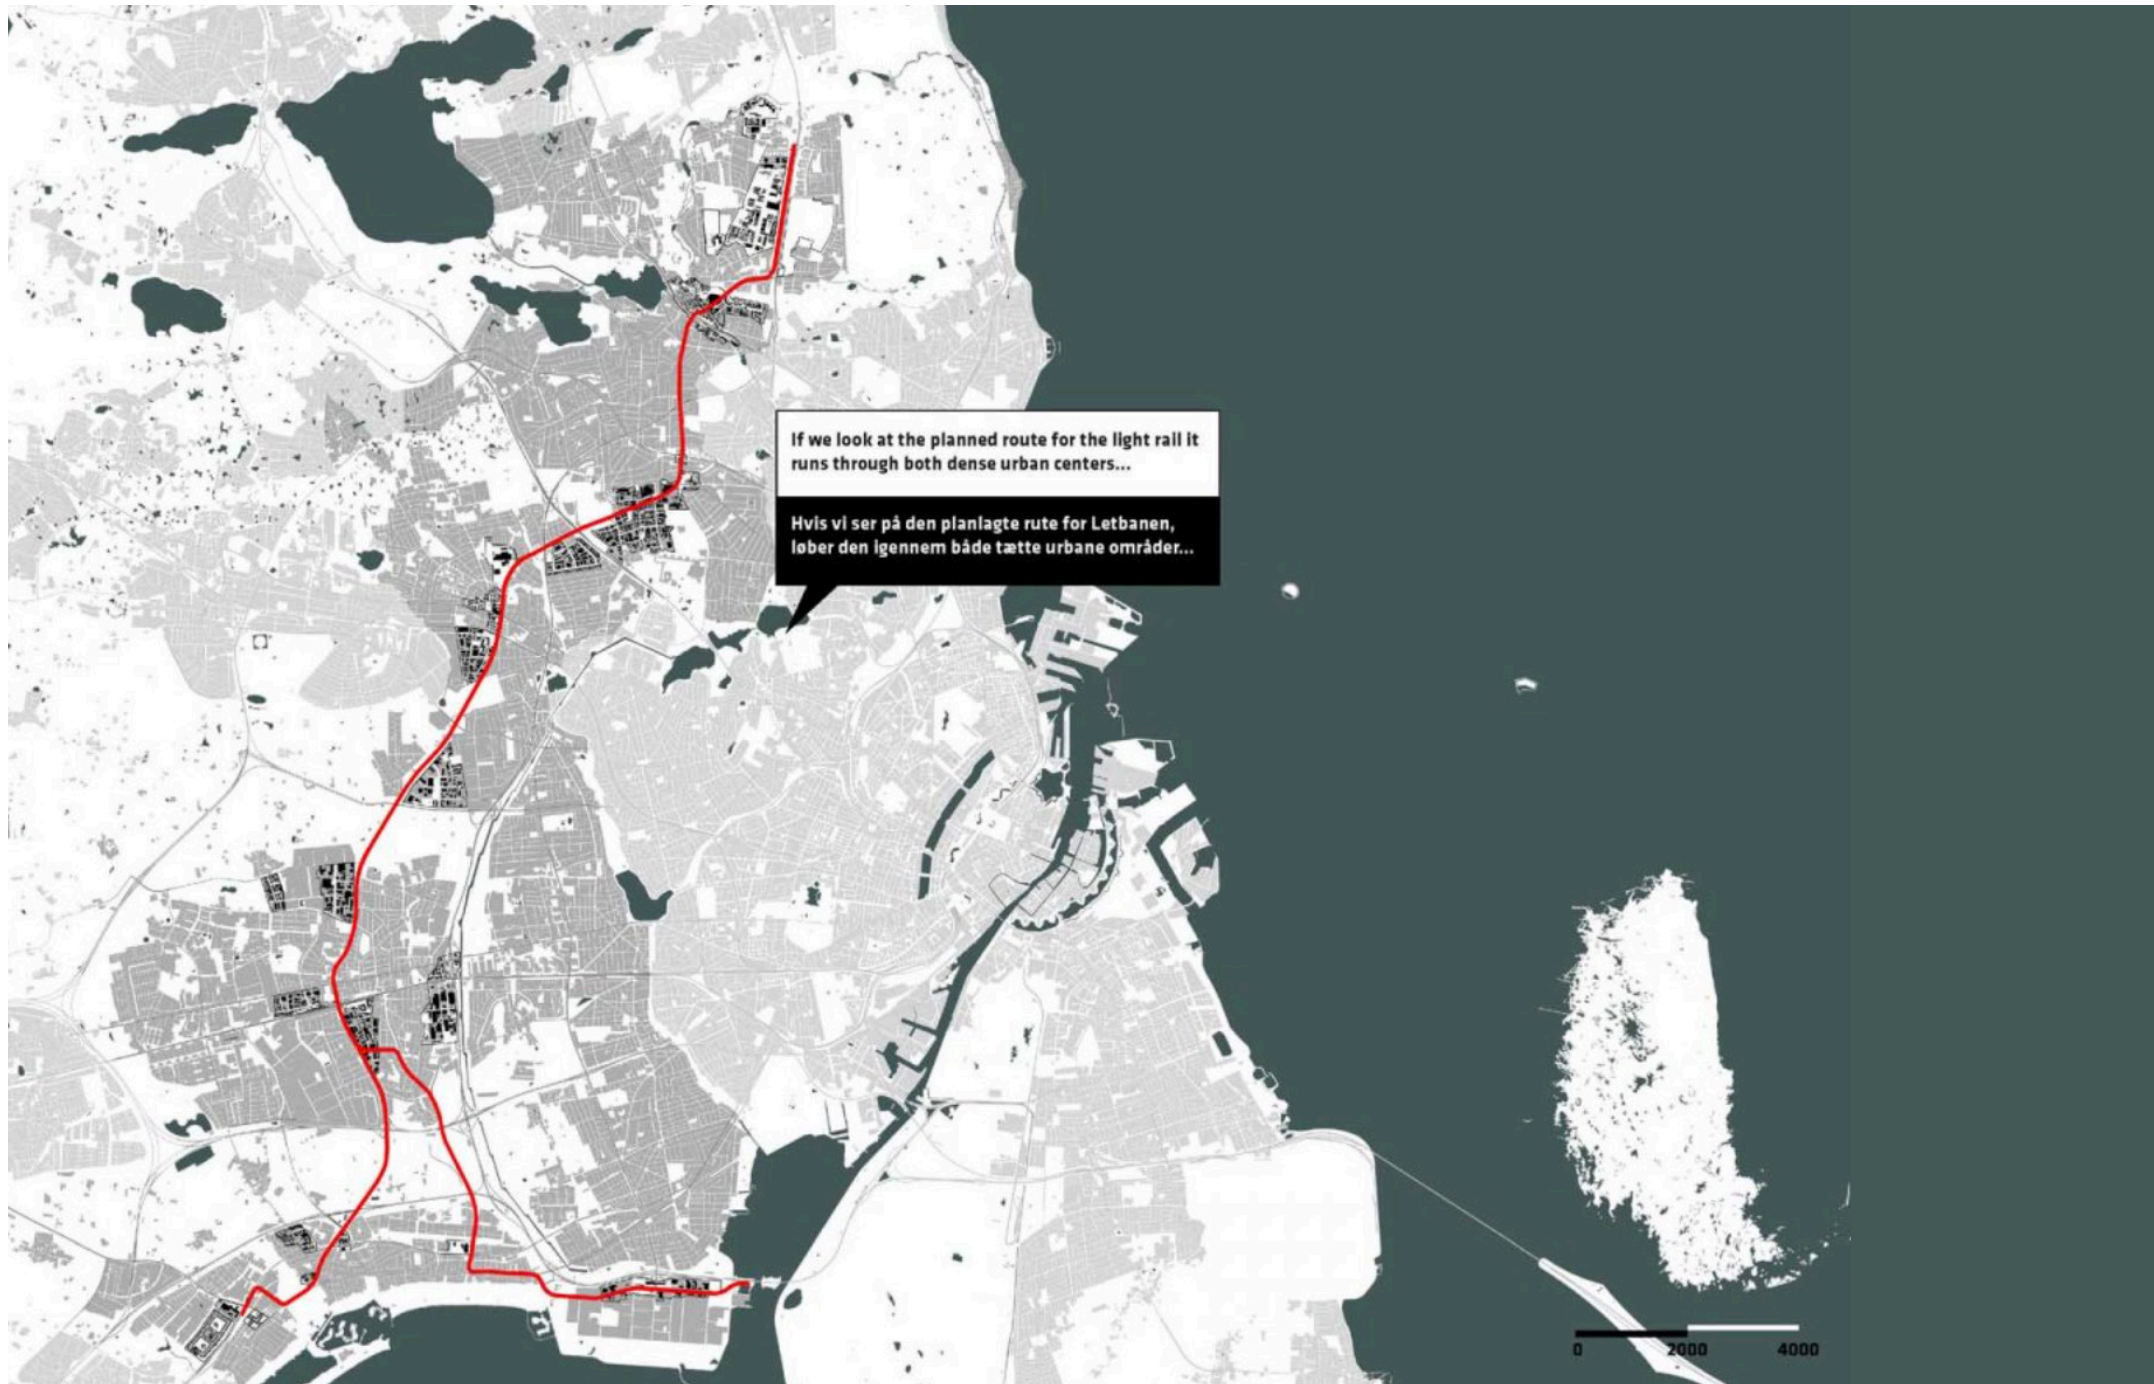 If we look at the planned route for the light rail it
runs through both dense urban centers...
Hvis vi ser på den planlagte rute for Letbanen,
løber den igennem både tætte urbane områder...
0 2000 4000